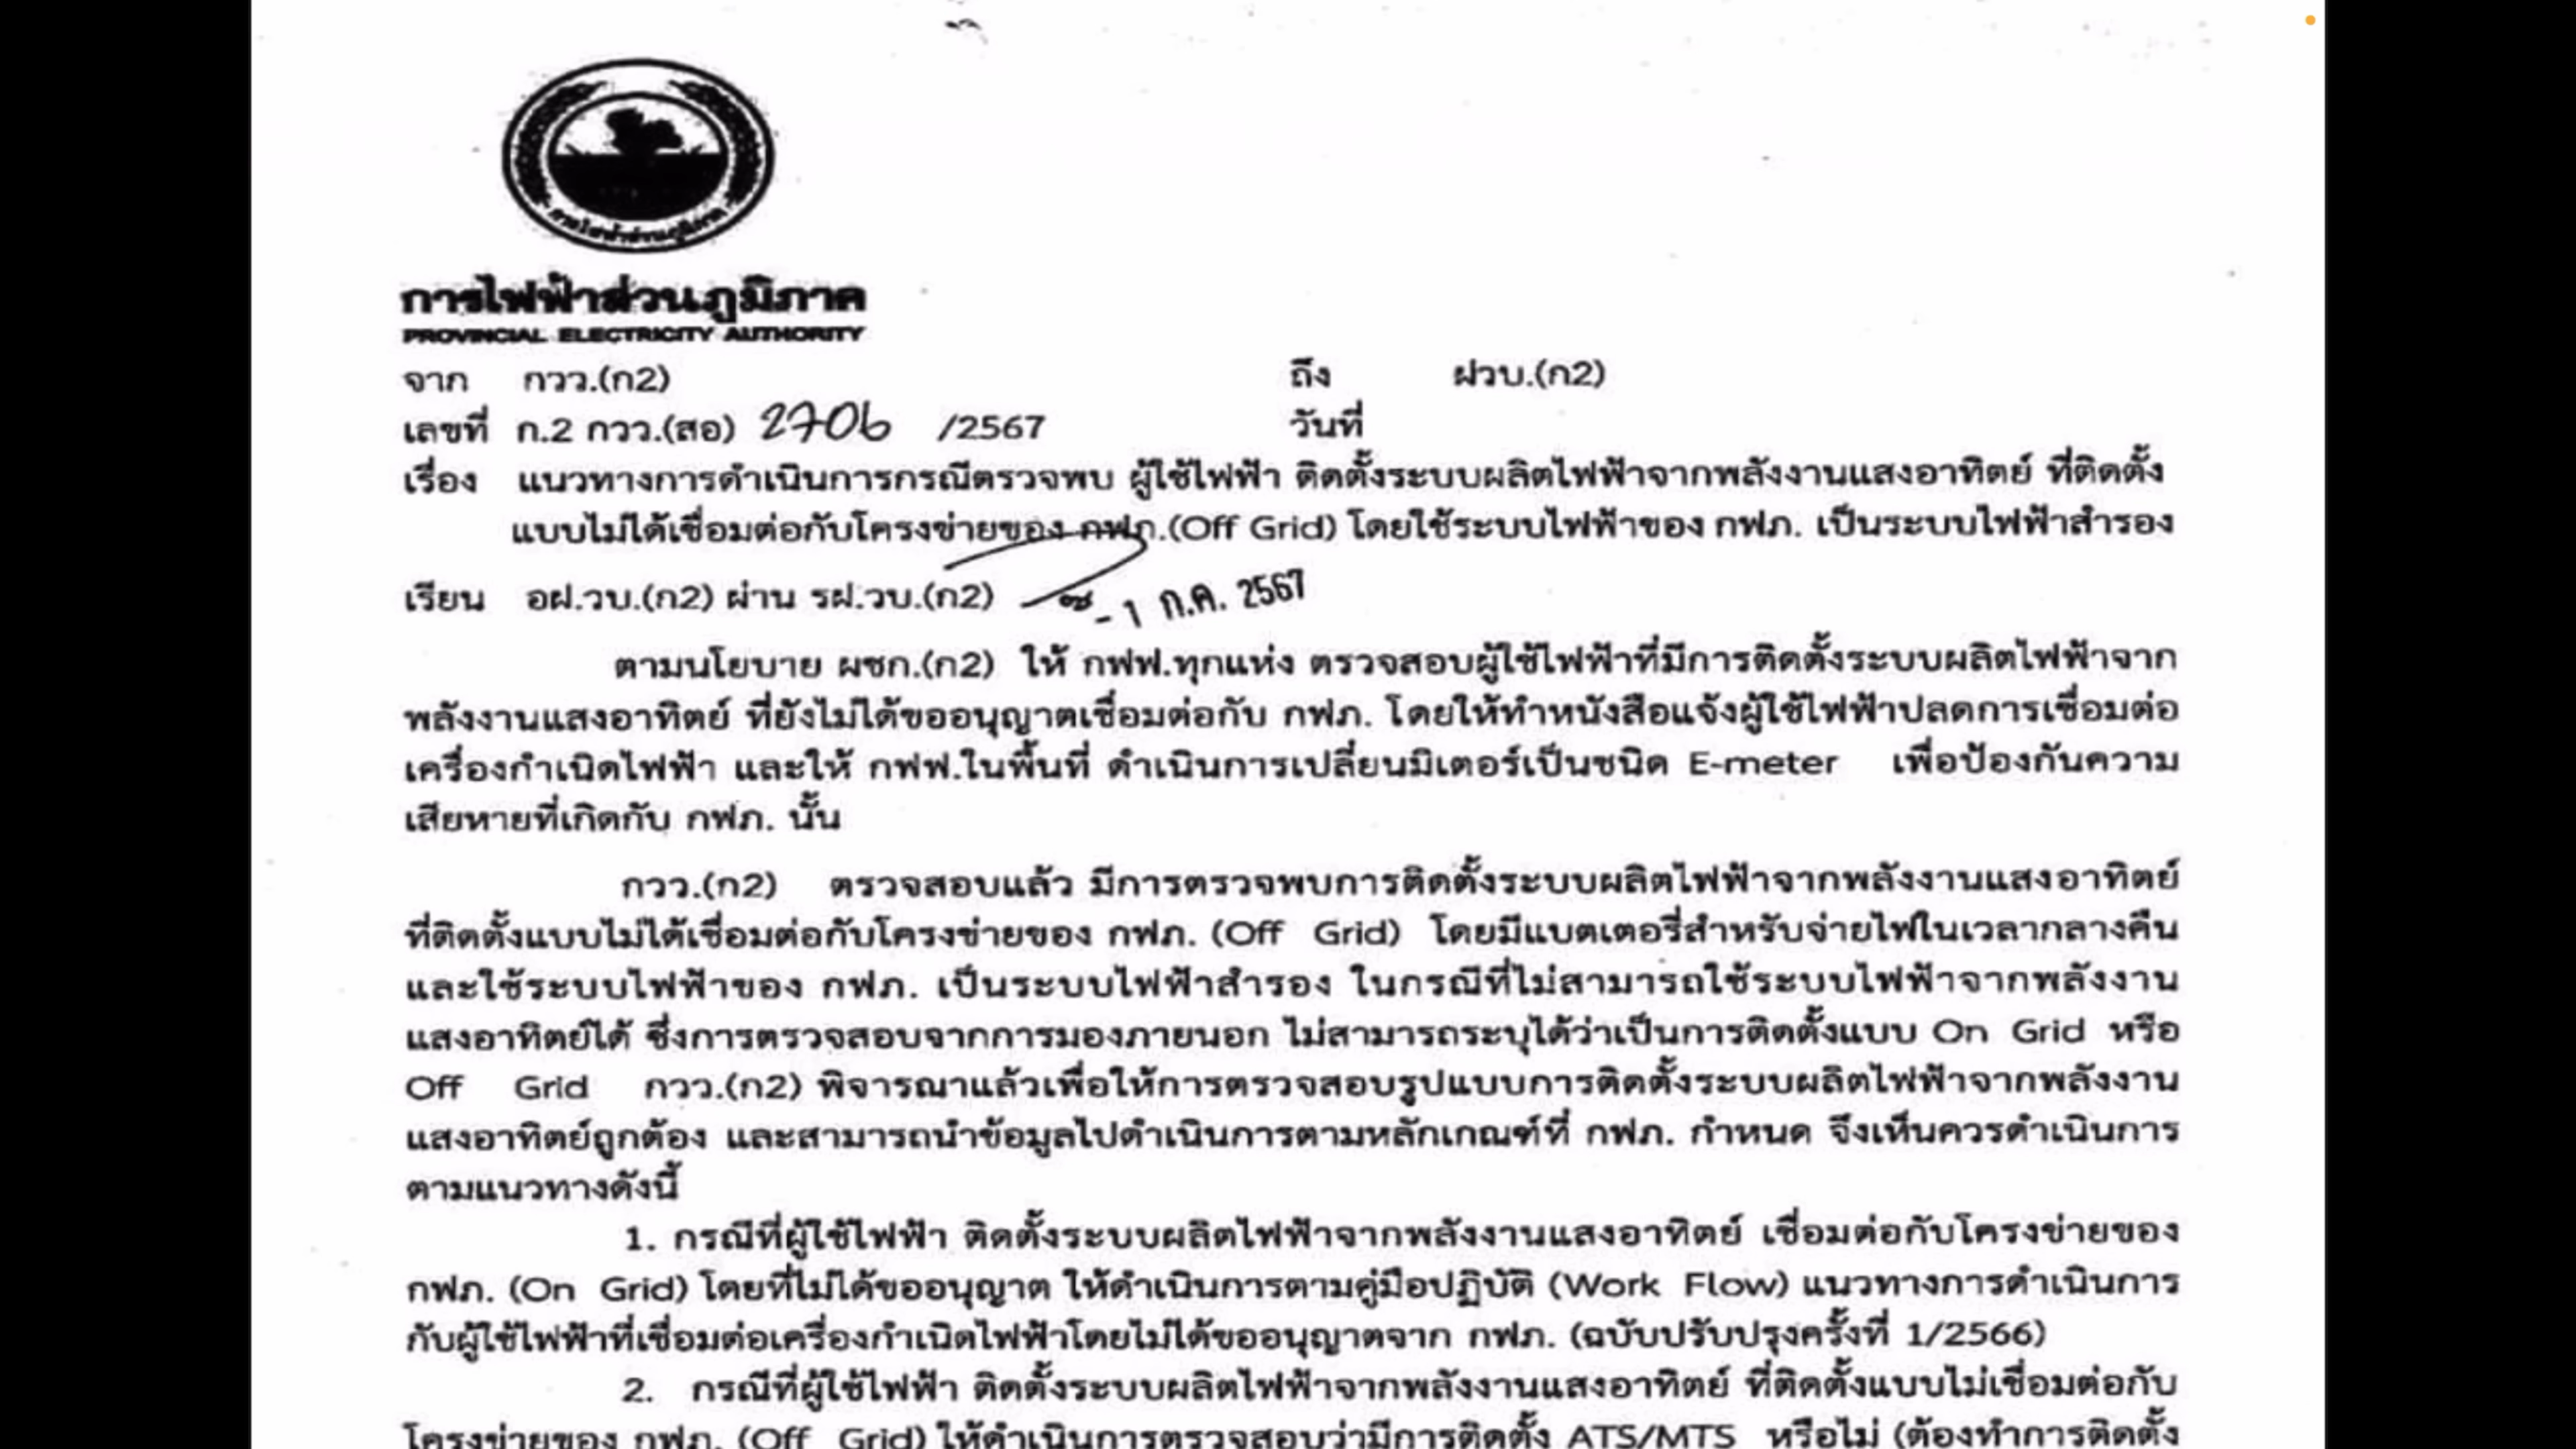 การไฟฟ้าส่วนภูมิภาค
การไฟฟ้าส่วนภูมิภาค
PROVINCIAL ELECTRICITY AUTHORITY
จาก กวว.(ก2) ถึง ฝวบ.(ก2)
เลขที่ ก.2 กวว.(สอ) 2706 /2567 วันที่
เรื่อง แนวทางการดำเนินการกรณีตรวจพบ ผู้ใช้ไฟฟ้า ติดตั้งระบบผลิตไฟฟ้าจากพลังงานแสงอาทิตย์ ที่ติดตั้ง
แบบไม่ได้เชื่อมต่อกับโครงข่ายของ กฟภ.(Off Grid) โดยใช้ระบบไฟฟ้าของ กฟภ. เป็นระบบไฟฟ้าสำรอง
เรียน อฝ.วบ.(ก2) ผ่าน รฝ.วบ.(ก2) - 1 ก.ค. 2567
ตามนโยบาย ผชก.(ก2) ให้ กฟฟ.ทุกแห่ง ตรวจสอบผู้ใช้ไฟฟ้าที่มีการติดตั้งระบบผลิตไฟฟ้าจาก
พลังงานแสงอาทิตย์ ที่ยังไม่ได้ขออนุญาตเชื่อมต่อกับ กฟภ. โดยให้ทำหนังสือแจ้งผู้ใช้ไฟฟ้าปลดการเชื่อมต่อ
เครื่องกำเนิดไฟฟ้า และให้ กฟฟ.ในพื้นที่ ดำเนินการเปลี่ยนมิเตอร์เป็นชนิด E-meter เพื่อป้องกันความ
เสียหายที่เกิดกับ กฟภ. นั้น
กวว.(ก2) ตรวจสอบแล้ว มีการตรวจพบการติดตั้งระบบผลิตไฟฟ้าจากพลังงานแสงอาทิตย์
ที่ติดตั้งแบบไม่ได้เชื่อมต่อกับโครงข่ายของ กฟภ. (Off Grid) โดยมีแบตเตอรี่สำหรับจ่ายไฟในเวลากลางคืน
และใช้ระบบไฟฟ้าของ กฟภ. เป็นระบบไฟฟ้าสำรอง ในกรณีที่ไม่สามารถใช้ระบบไฟฟ้าจากพลังงาน
แสงอาทิตย์ได้ ซึ่งการตรวจสอบจากการมองภายนอก ไม่สามารถระบุได้ว่าเป็นการติดตั้งแบบ On Grid หรือ
Off Grid กวว.(ก2) พิจารณาแล้วเพื่อให้การตรวจสอบรูปแบบการติดตั้งระบบผลิตไฟฟ้าจากพลังงาน
แสงอาทิตย์ถูกต้อง และสามารถนำข้อมูลไปดำเนินการตามหลักเกณฑ์ที่ กฟภ. กำหนด จึงเห็นควรดำเนินการ
ตามแนวทางดังนี้
1. กรณีที่ผู้ใช้ไฟฟ้า ติดตั้งระบบผลิตไฟฟ้าจากพลังงานแสงอาทิตย์ เชื่อมต่อกับโครงข่ายของ
กฟภ. (On Grid) โดยที่ไม่ได้ขออนุญาต ให้ดำเนินการตามคู่มือปฏิบัติ (Work Flow) แนวทางการดำเนินการ
กับผู้ใช้ไฟฟ้าที่เชื่อมต่อเครื่องกำเนิดไฟฟ้าโดยไม่ได้ขออนุญาตจาก กฟภ. (ฉบับปรับปรุงครั้งที่ 1/2566)
2. กรณีที่ผู้ใช้ไฟฟ้า ติดตั้งระบบผลิตไฟฟ้าจากพลังงานแสงอาทิตย์ ที่ติดตั้งแบบไม่เชื่อมต่อกับ
โครงข่ายของ กฟภ. (Off Grid) ให้ดำเนินการตรวจสอบว่ามีการติดตั้ง ATS/MTS หรือไม่ (ต้องทำการติดตั้ง